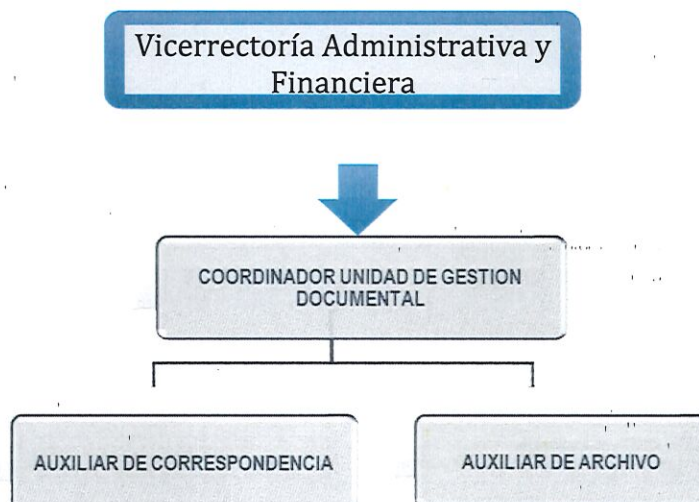 Vicerrectoría Administrativa y
Financiera
COORDINADOR UNIDAD DE GESTION
DOCUMENTAL
AUXILIAR DE CORRESPONDENCIA
AUXILIAR DE ARCHIVO